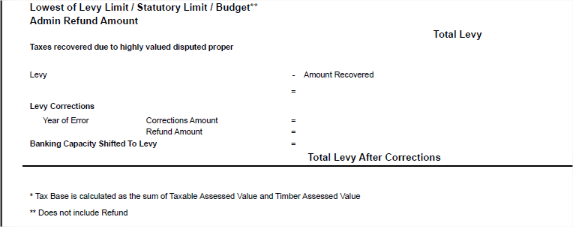 Lowest of Levy Limit / Statutory Limit / Budget**
Admin Refund Amount
Total Levy
Taxes recovered due to highly valued disputed proper
Levy - Amount Recovered
=
Levy Corrections
Year of Error Corrections Amount =
Refund Amount =
Banking Capacity Shifted To Levy =
Total Levy After Corrections
* Tax Base is calculated as the sum of Taxable Assessed Value and Timber Assessed Value
** Does not include Refund